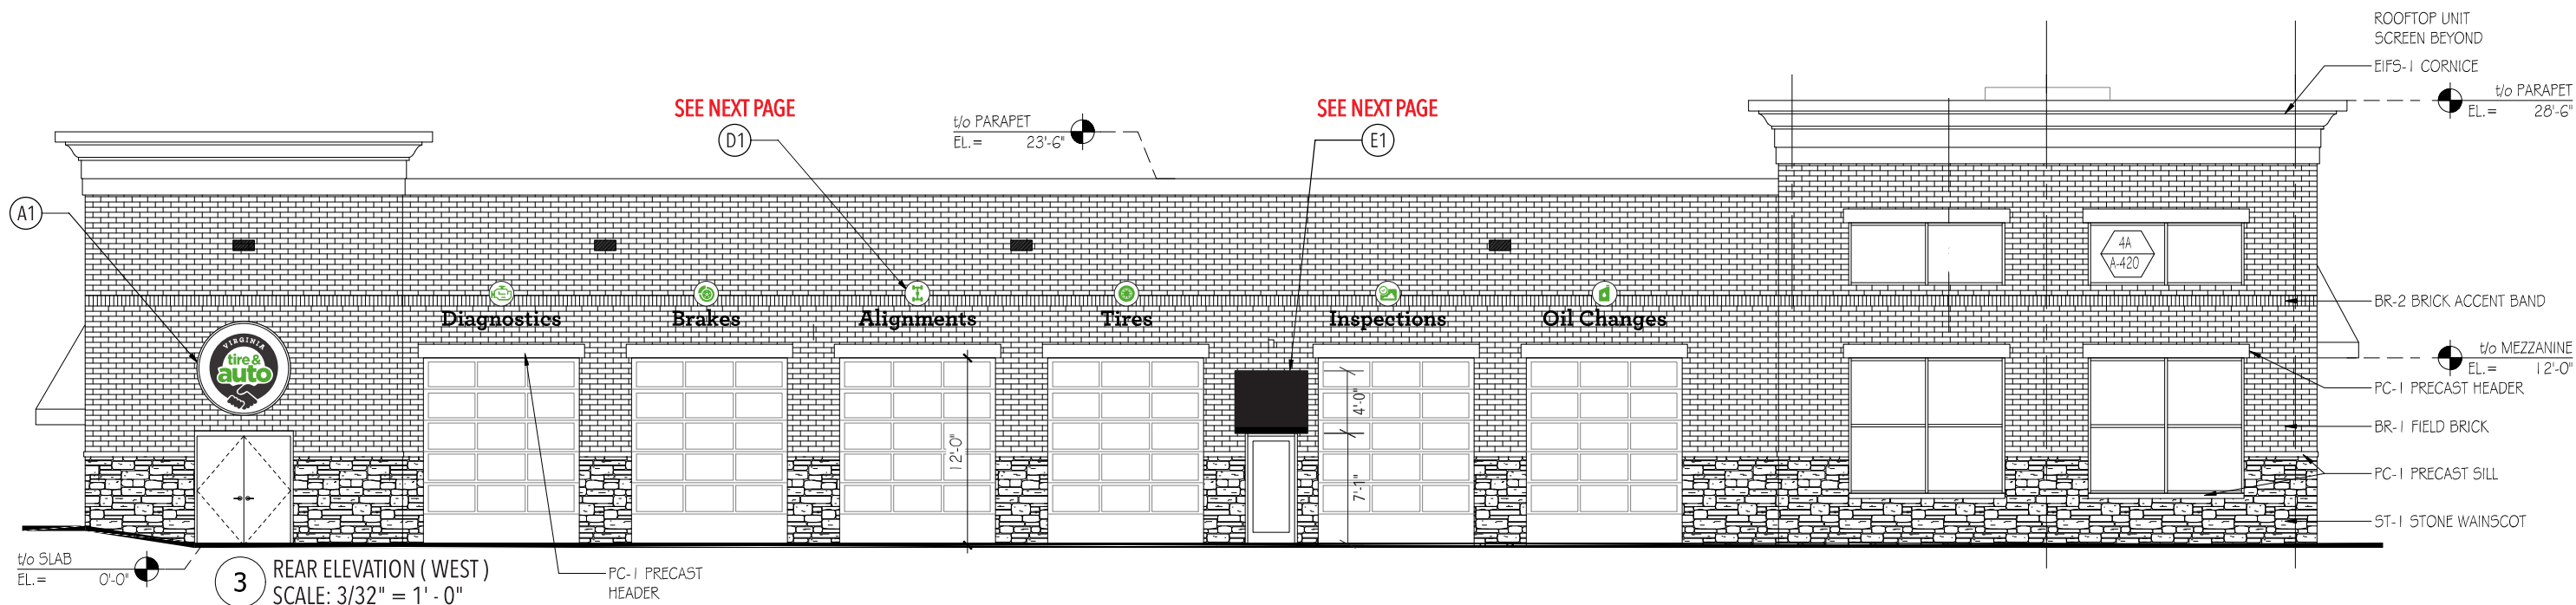 ROOFTOP UNIT
SCREEN BEYOND
EIFS-1 CORNICE
t/o PARAPET
EL.= 28'-6"
SEE NEXT PAGE
D1
t/o PARAPET
EL.= 23'-6"
SEE NEXT PAGE
E1
A1
4A
A-420
BR-2 BRICK ACCENT BAND
Diagnostics
Brakes
Alignments
Tires
Inspections
Oil Changes
VIRGINIA
tire &
auto
t/o MEZZANINE
EL.= 12'-0"
PC-1 PRECAST HEADER
4'-0"
BR-1 FIELD BRICK
12'-0"
7'-1"
PC-1 PRECAST SILL
ST-1 STONE WAINSCOT
t/o SLAB
EL.= 0'-0"
3
REAR ELEVATION ( WEST )
SCALE: 3/32" = 1' - 0"
PC-1 PRECAST
HEADER